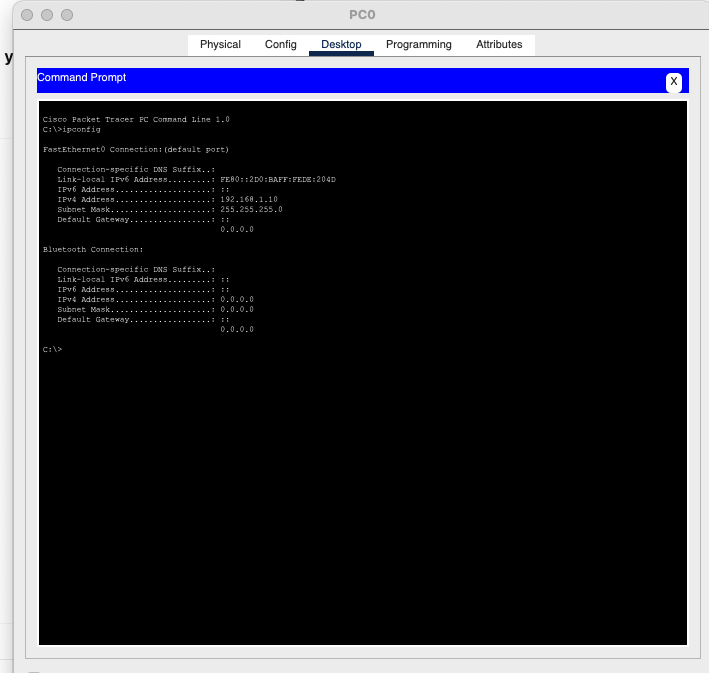 PC0
Physical Config Desktop Programming Attributes
y
Command Prompt
X
Cisco Packet Tracer PC Command Line 1.0
C:\>ipconfig
FastEthernet0 Connection:(default port)
Connection-specific DNS Suffix..:
Link-local IPv6 Address.........: FE80::2D0:BAFF:FEDE:204D
IPv6 Address....................: ::
IPv4 Address....................: 192.168.1.10
Subnet Mask.....................: 255.255.255.0
Default Gateway.................: ::
0.0.0.0
Bluetooth Connection:
Connection-specific DNS Suffix..:
Link-local IPv6 Address.........: ::
IPv6 Address....................: ::
IPv4 Address....................: 0.0.0.0
Subnet Mask.....................: 0.0.0.0
Default Gateway.................: ::
0.0.0.0
C:\>